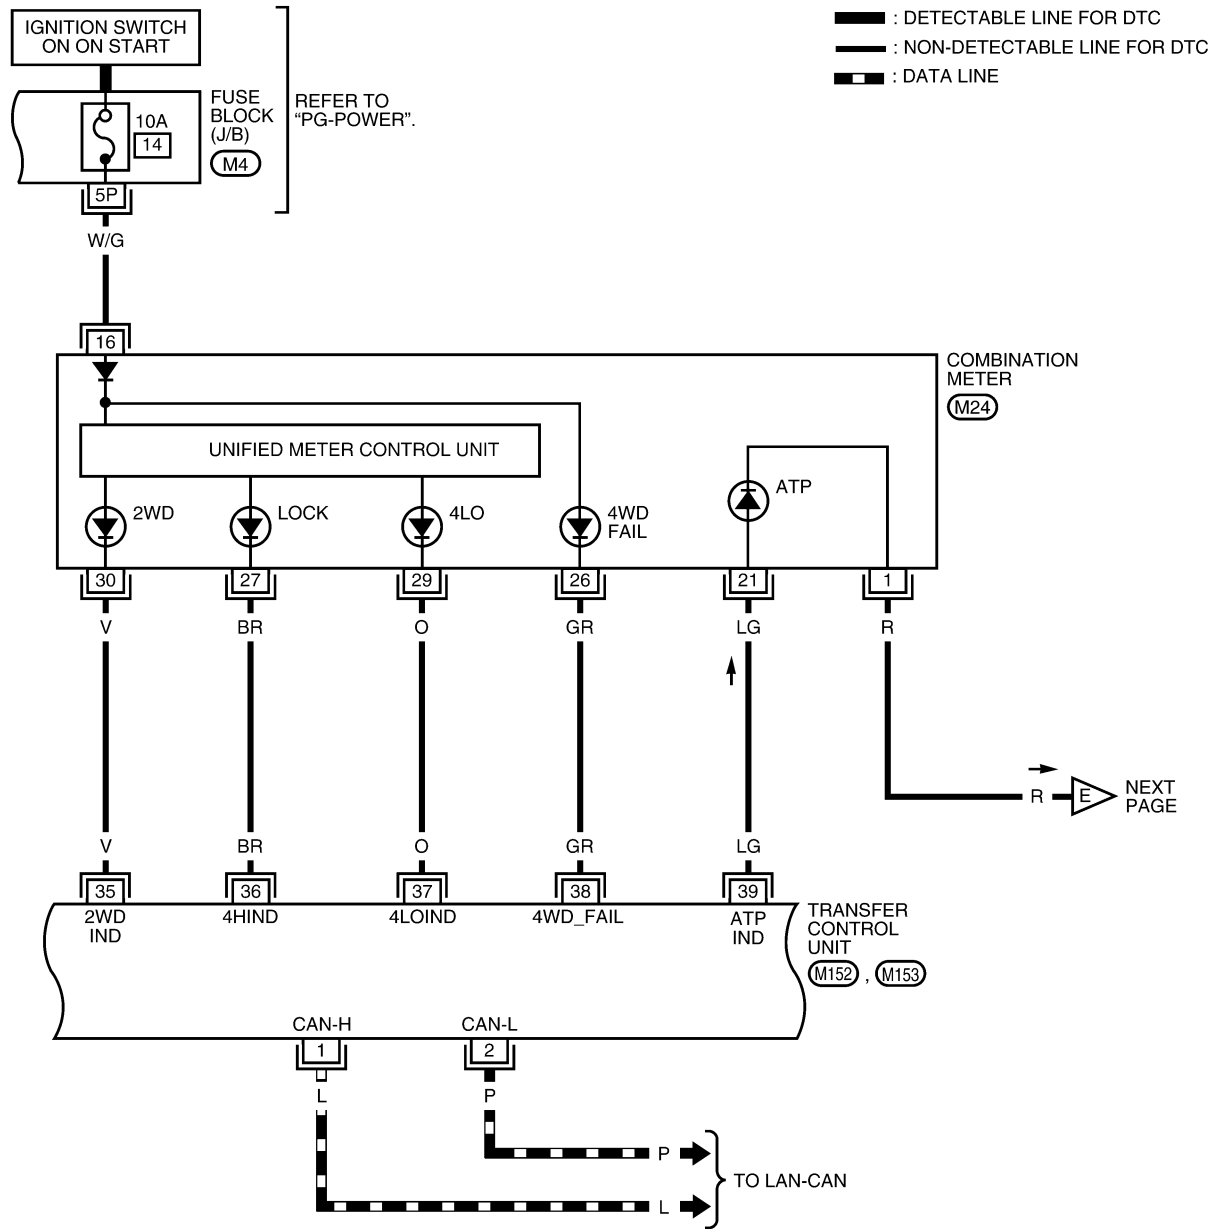 IGNITION SWITCH
ON ON START
: DETECTABLE LINE FOR DTC
: NON-DETECTABLE LINE FOR DTC
: DATA LINE
10A
14
FUSE
BLOCK
(J/B)
M4
REFER TO
“PG-POWER”.
5P
W/G
16
COMBINATION
METER
M24
UNIFIED METER CONTROL UNIT
2WD
LOCK
4LO
4WD
FAIL
ATP
30
27
29
26
21
1
V
BR
O
GR
LG
R
R
E
NEXT
PAGE
V
BR
O
GR
LG
35
36
37
38
39
2WD
IND
4HIND
4LOIND
4WD_FAIL
ATP
IND
TRANSFER
CONTROL
UNIT
M152 , M153
CAN-H
CAN-L
1
2
L
P
P
L
TO LAN-CAN